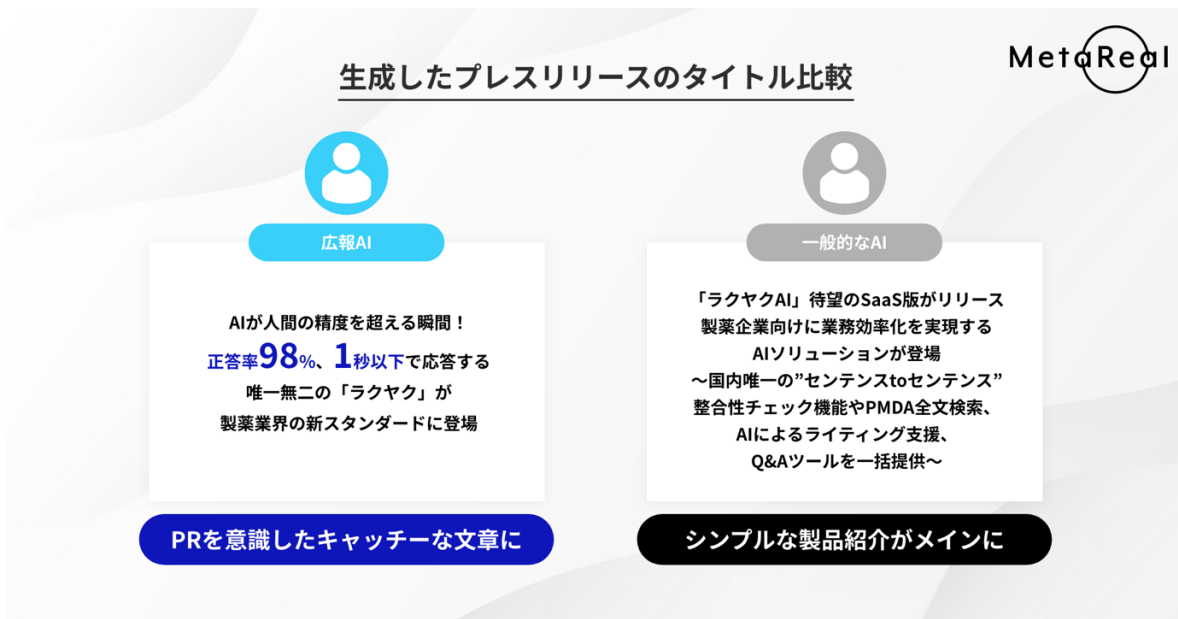 MetaReal
生成したプレスリリースのタイトル比較
広報AI
AIが人間の精度を超える瞬間！
正答率98%、1秒以下で応答する
唯一無二の「ラクヤク」が
製薬業界の新スタンダードに登場
PRを意識したキャッチーな文章に
一般的なAI
「ラクヤクAI」待望のSaaS版がリリース
製薬企業向けに業務効率化を実現する
AIソリューションが登場
～国内唯一の”センテンスtoセンテンス”
整合性チェック機能やPMDA全文検索、
AIによるライティング支援、
Q&Aツールを一括提供～
シンプルな製品紹介がメインに